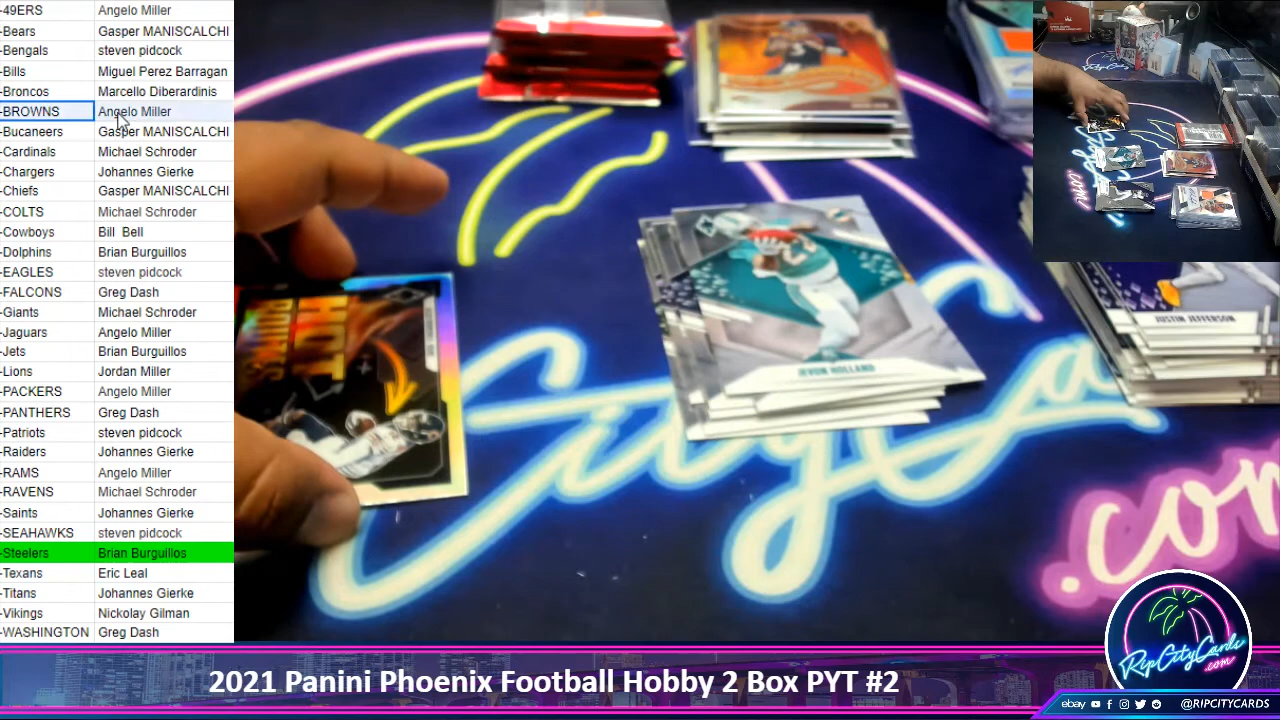 -49ERS Angelo Miller
-Bears Gasper MANISCALCHI
-Bengals steven pidcock
-Bills Miguel Perez Barragan
-Broncos Marcello Diberardinis
-BROWNS Angelo Miller
-Bucaneers Gasper MANISCALCHI
-Cardinals Michael Schroder
-Chargers Johannes Gierke
-Chiefs Gasper MANISCALCHI
-COLTS Michael Schroder
-Cowboys Bill Bell
-Dolphins Brian Burguillos
-EAGLES steven pidcock
-FALCONS Greg Dash
-Giants Michael Schroder
-Jaguars Angelo Miller
-Jets Brian Burguillos
-Lions Jordan Miller
-PACKERS Angelo Miller
-PANTHERS Greg Dash
-Patriots steven pidcock
-Raiders Johannes Gierke
-RAMS Angelo Miller
-RAVENS Michael Schroder
-Saints Johannes Gierke
-SEAHAWKS steven pidcock
-Steelers Brian Burguillos
-Texans Eric Leal
-Titans Johannes Gierke
-Vikings Nickolay Gilman
-WASHINGTON Greg Dash
HOT
JEVON HOLLAND
JUSTIN JEFFERSON
.com
RipCityCards
.com
2021 Panini Phoenix Football Hobby 2 Box PYT #2
ebay @RIPCITYCARDS